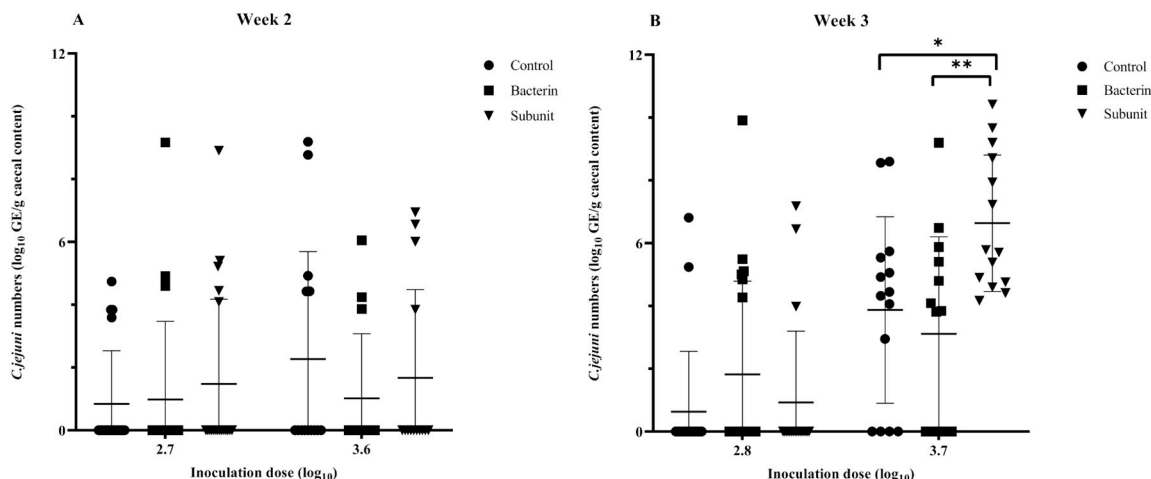 A
Week 2
12
6
0
C.jejuni numbers (log10 GE/g caecal content)
Control
Bacterin
Subunit
2.7
3.6
Inoculation dose (log10)
B
Week 3
12
6
0
C.jejuni numbers (log10 GE/g caecal content)
*
**
Control
Bacterin
Subunit
2.8
3.7
Inoculation dose (log10)